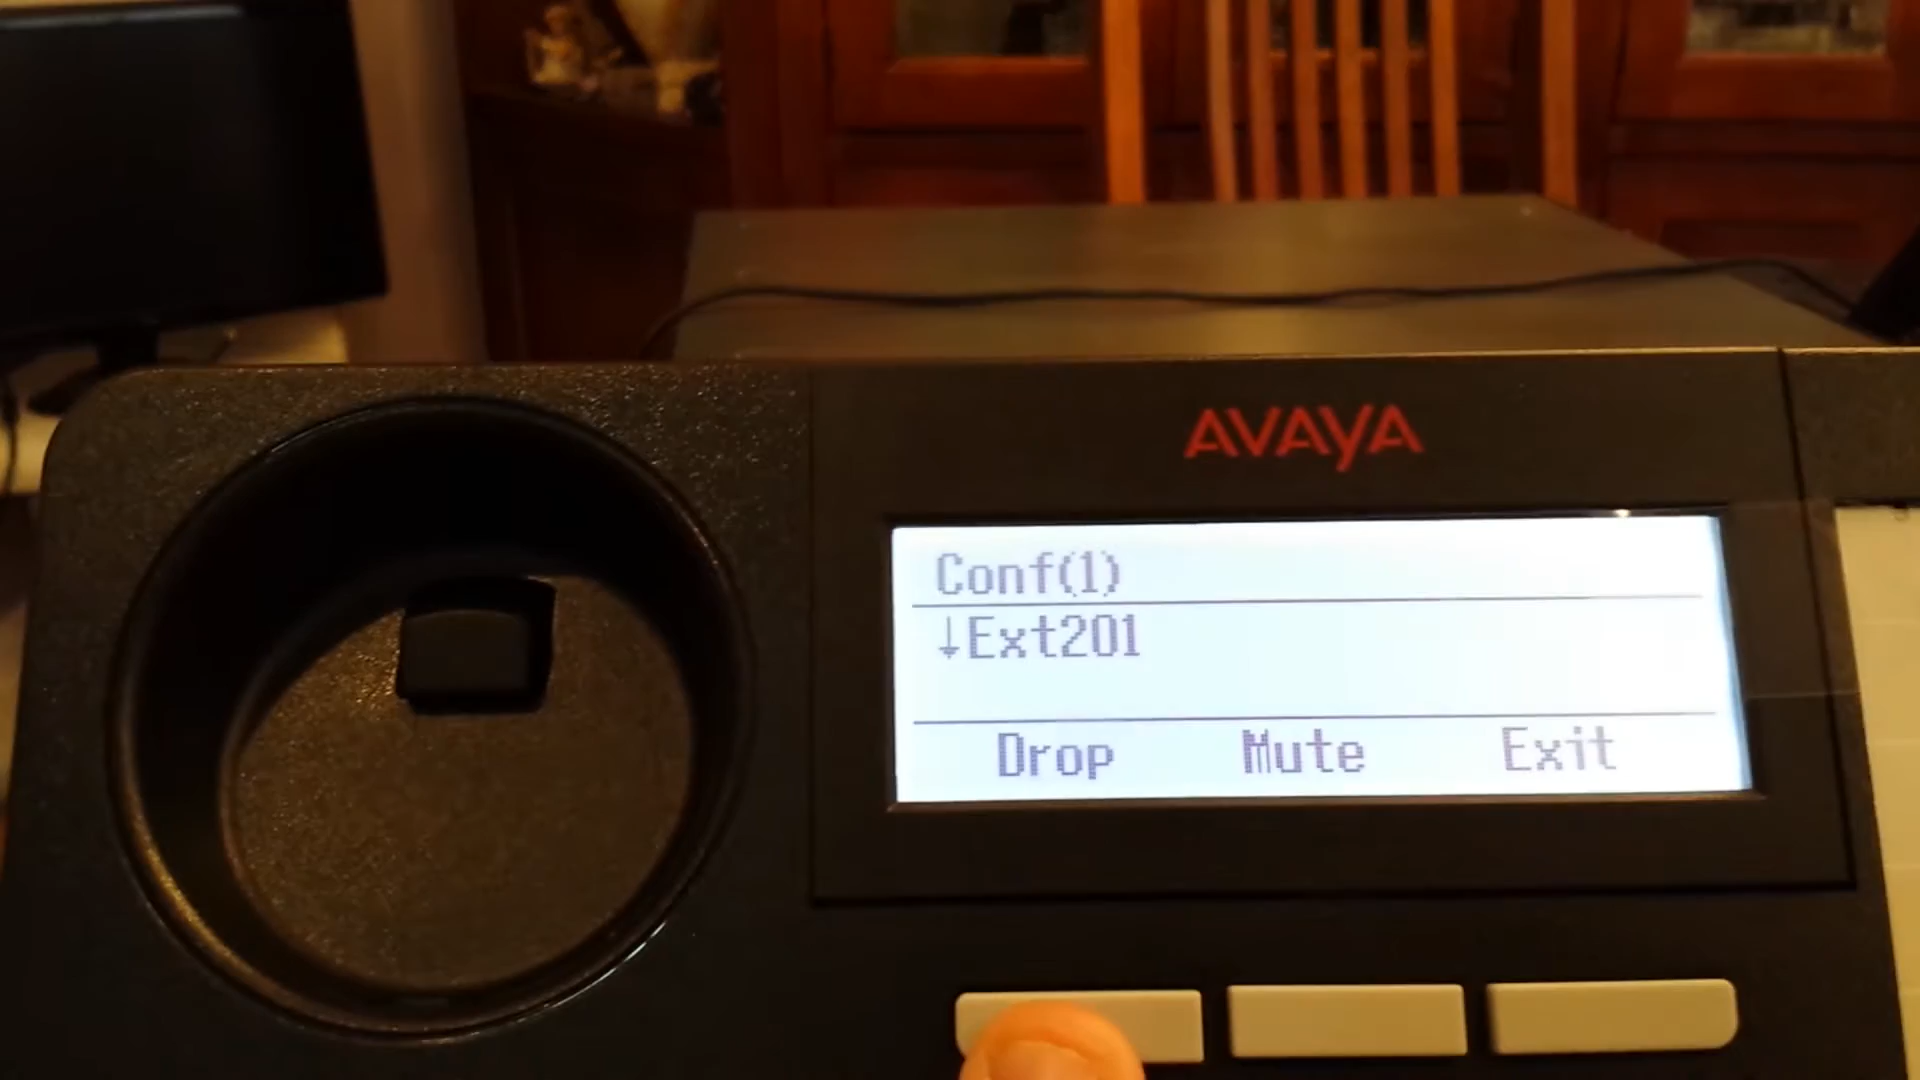 AVAYA
Conf(1)
↓Ext201
Drop Mute Exit